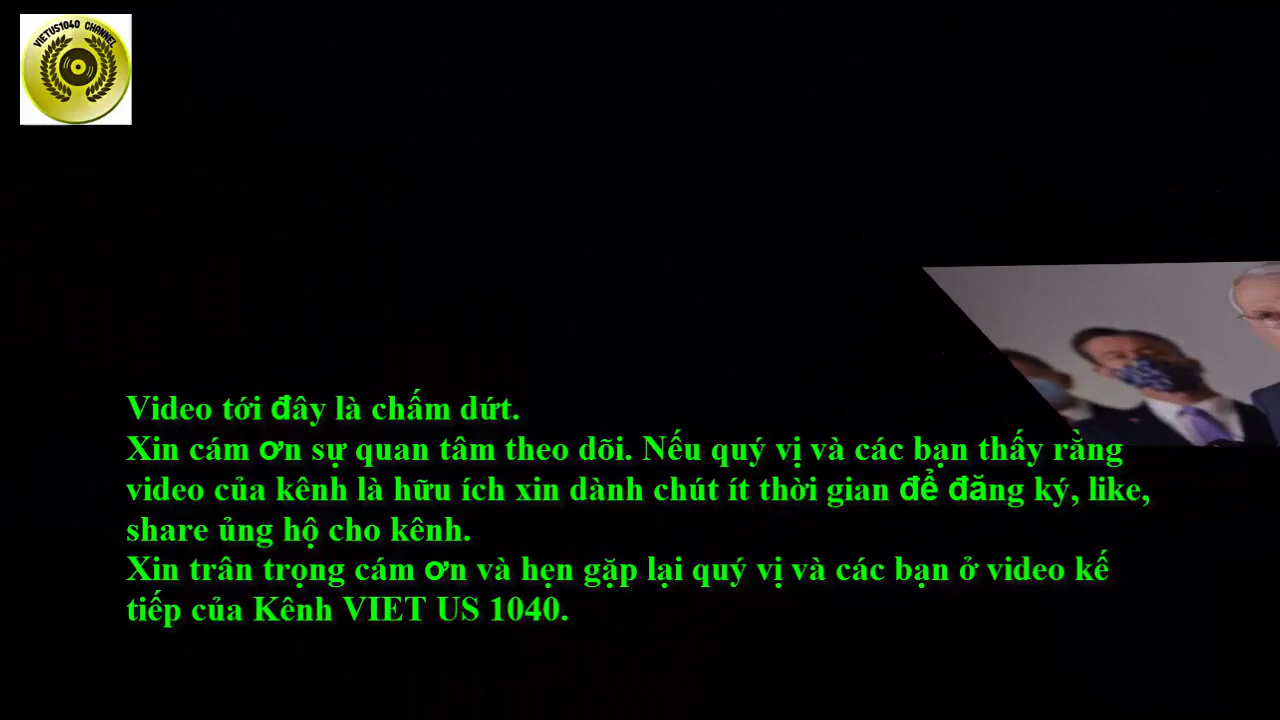 VIETUS1040 CHANNEL
Video tới đây là chấm dứt.
Xin cám ơn sự quan tâm theo dõi. Nếu quý vị và các bạn thấy rằng
video của kênh là hữu ích xin dành chút ít thời gian để đăng ký, like,
share ủng hộ cho kênh.
Xin trân trọng cám ơn và hẹn gặp lại quý vị và các bạn ở video kế
tiếp của Kênh VIET US 1040.